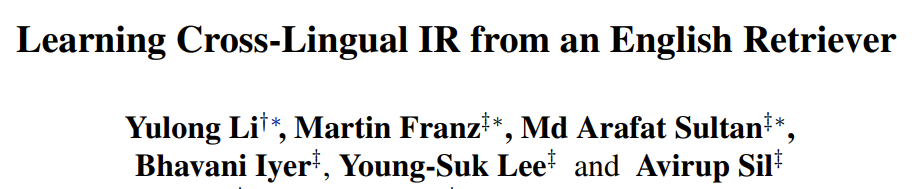 Learning Cross-Lingual IR from an English Retriever
Yulong Li†*, Martin Franz‡*, Md Arafat Sultan‡*,
Bhavani Iyer‡, Young-Suk Lee‡ and Avirup Sil‡